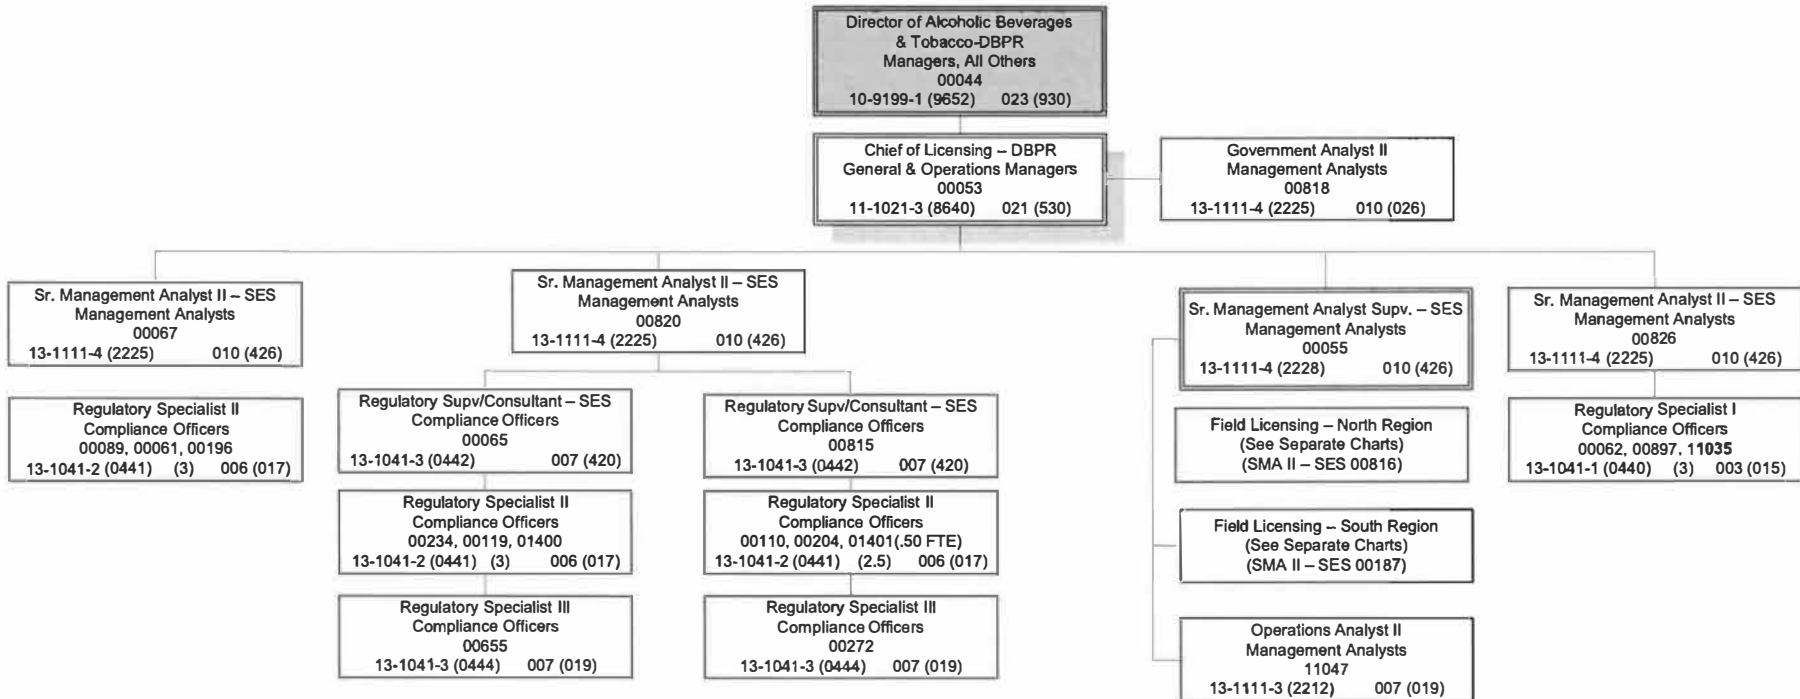 Director of Alcoholic Beverages
& Tobacco-DBPR
Managers, All Others
00044
10-9199-1 (9652) 023 (930)
Chief of Licensing – DBPR
General & Operations Managers
00053
11-1021-3 (8640) 021 (530)
Government Analyst II
Management Analysts
00818
13-1111-4 (2225) 010 (026)
Sr. Management Analyst II – SES
Management Analysts
00067
13-1111-4 (2225) 010 (426)
Regulatory Specialist II
Compliance Officers
00089, 00061, 00196
13-1041-2 (0441) (3) 006 (017)
Sr. Management Analyst II – SES
Management Analysts
00820
13-1111-4 (2225) 010 (426)
Regulatory Supv/Consultant – SES
Compliance Officers
00065
13-1041-3 (0442) 007 (420)
Regulatory Specialist II
Compliance Officers
00234, 00119, 01400
13-1041-2 (0441) (3) 006 (017)
Regulatory Specialist III
Compliance Officers
00655
13-1041-3 (0444) 007 (019)
Regulatory Supv/Consultant – SES
Compliance Officers
00815
13-1041-3 (0442) 007 (420)
Regulatory Specialist II
Compliance Officers
00110, 00204, 01401(.50 FTE)
13-1041-2 (0441) (2.5) 006 (017)
Regulatory Specialist III
Compliance Officers
00272
13-1041-3 (0444) 007 (019)
Sr. Management Analyst Supv. – SES
Management Analysts
00055
13-1111-4 (2228) 010 (426)
Field Licensing – North Region
(See Separate Charts)
(SMA II – SES 00816)
Field Licensing – South Region
(See Separate Charts)
(SMA II – SES 00187)
Operations Analyst II
Management Analysts
11047
13-1111-3 (2212) 007 (019)
Sr. Management Analyst II – SES
Management Analysts
00826
13-1111-4 (2225) 010 (426)
Regulatory Specialist I
Compliance Officers
00062, 00897, 11035
13-1041-1 (0440) (3) 003 (015)